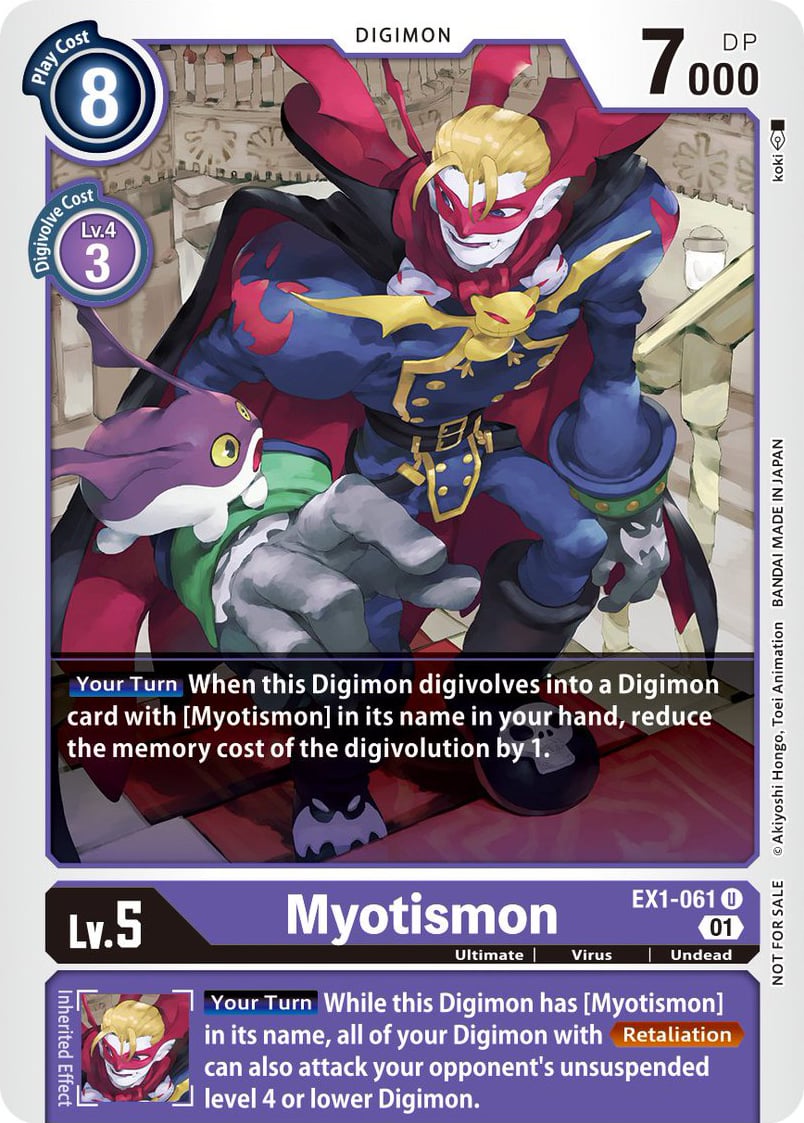 DIGIMON
Play Cost
8
7000
DP
Digivolve Cost
Lv.4
3
koki
Your Turn When this Digimon digivolves into a Digimon
card with [Myotismon] in its name in your hand, reduce
the memory cost of the digivolution by 1.
© Akiyoshi Hongo, Toei Animation BANDAI MADE IN JAPAN
NOT FOR SALE
Lv.5
Myotismon
EX1-061 U
01
Ultimate | Virus | Undead
Inherited Effect
Your Turn While this Digimon has [Myotismon]
in its name, all of your Digimon with Retaliation
can also attack your opponent's unsuspended
level 4 or lower Digimon.